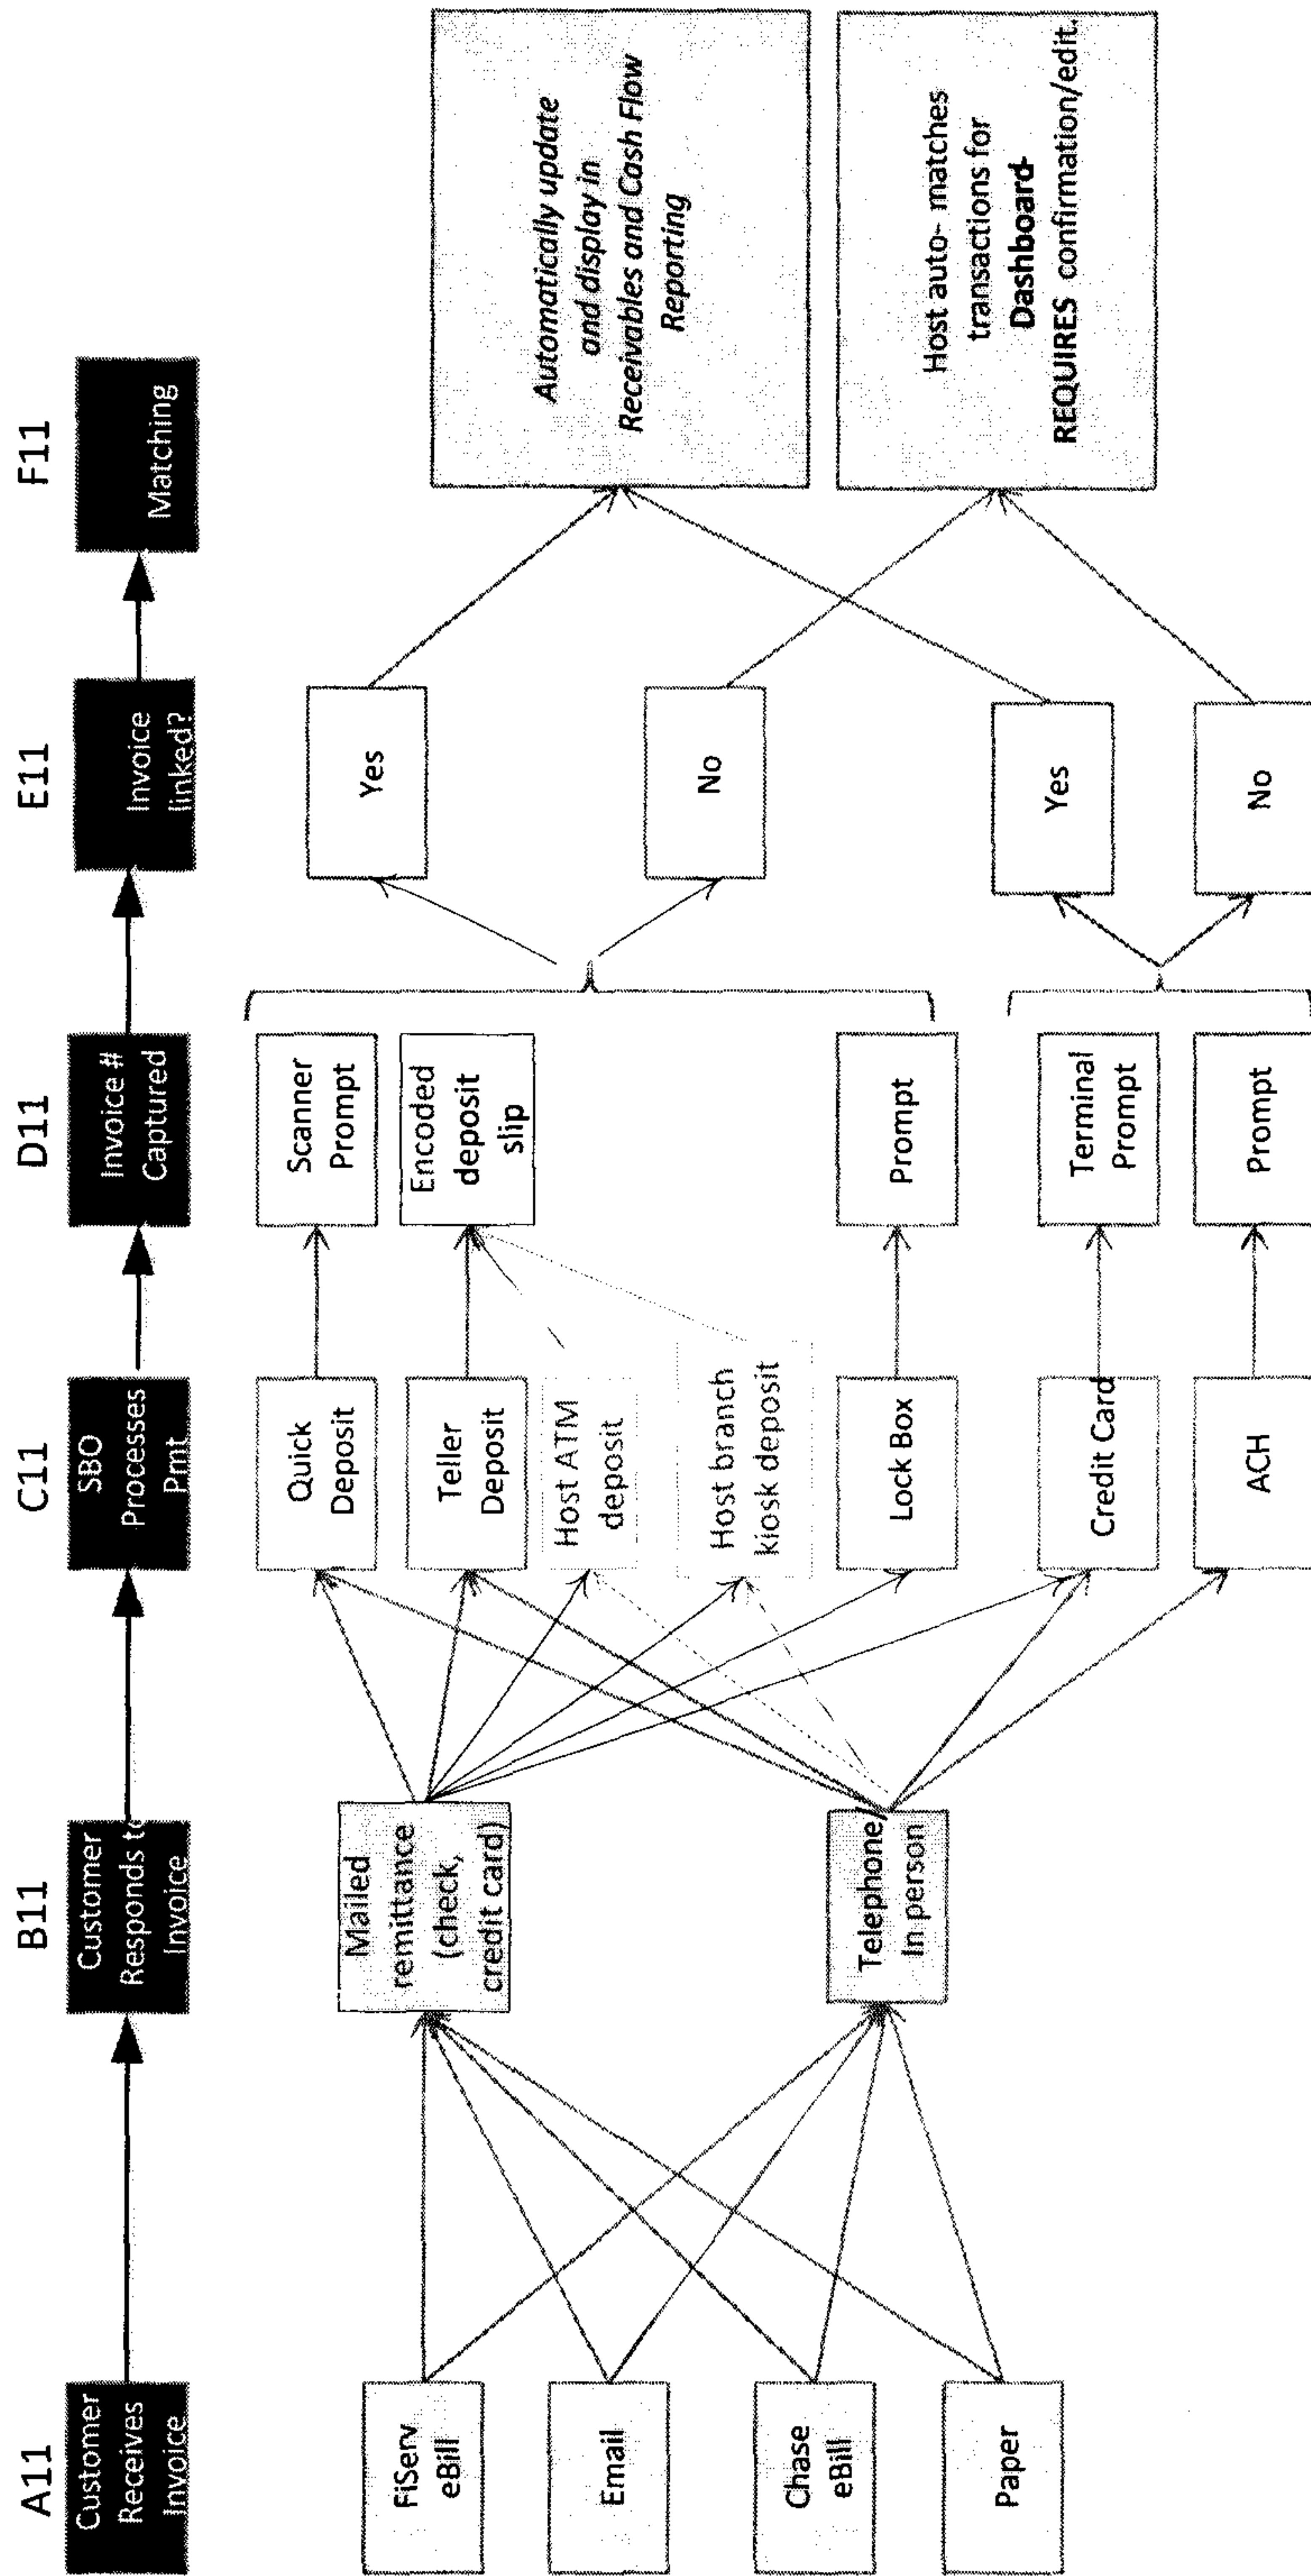 A11
B11
C11
D11
E11
F11
Customer
Receives
Invoice
Customer
Responds to
Invoice
SBO
Processes
Pmt
Invoice #
Captured
Invoice
linked?
Matching
FiServ
eBill
Email
Chase
eBill
Paper
Mailed
remittance
(check,
credit card)
Telephone/
In person
Quick
Deposit
Teller
Deposit
Host ATM
deposit
Host branch
kiosk deposit
Lock Box
Credit Card
ACH
Scanner
Prompt
Encoded
deposit
slip
Prompt
Terminal
Prompt
Prompt
Yes
No
Yes
No
Automatically update
and display in
Receivables and Cash Flow
Reporting
Host auto- matches
transactions for
Dashboard-
REQUIRES confirmation/edit.